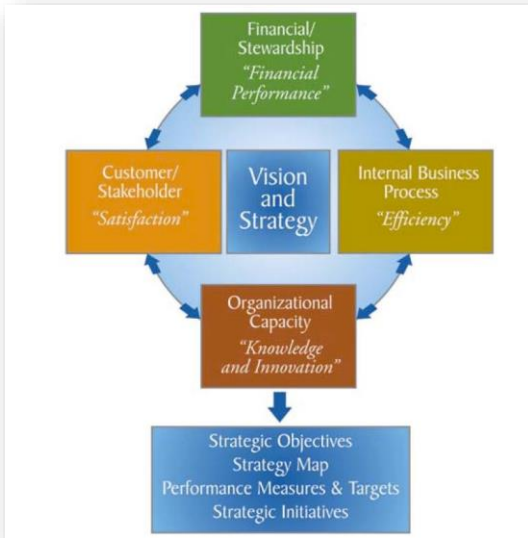 Financial/
Stewardship
“Financial
Performance”
Customer/
Stakeholder
“Satisfaction”
Vision
and
Strategy
Internal Business
Process
“Efficiency”
Organizational
Capacity
“Knowledge
and Innovation”
Strategic Objectives
Strategy Map
Performance Measures & Targets
Strategic Initiatives